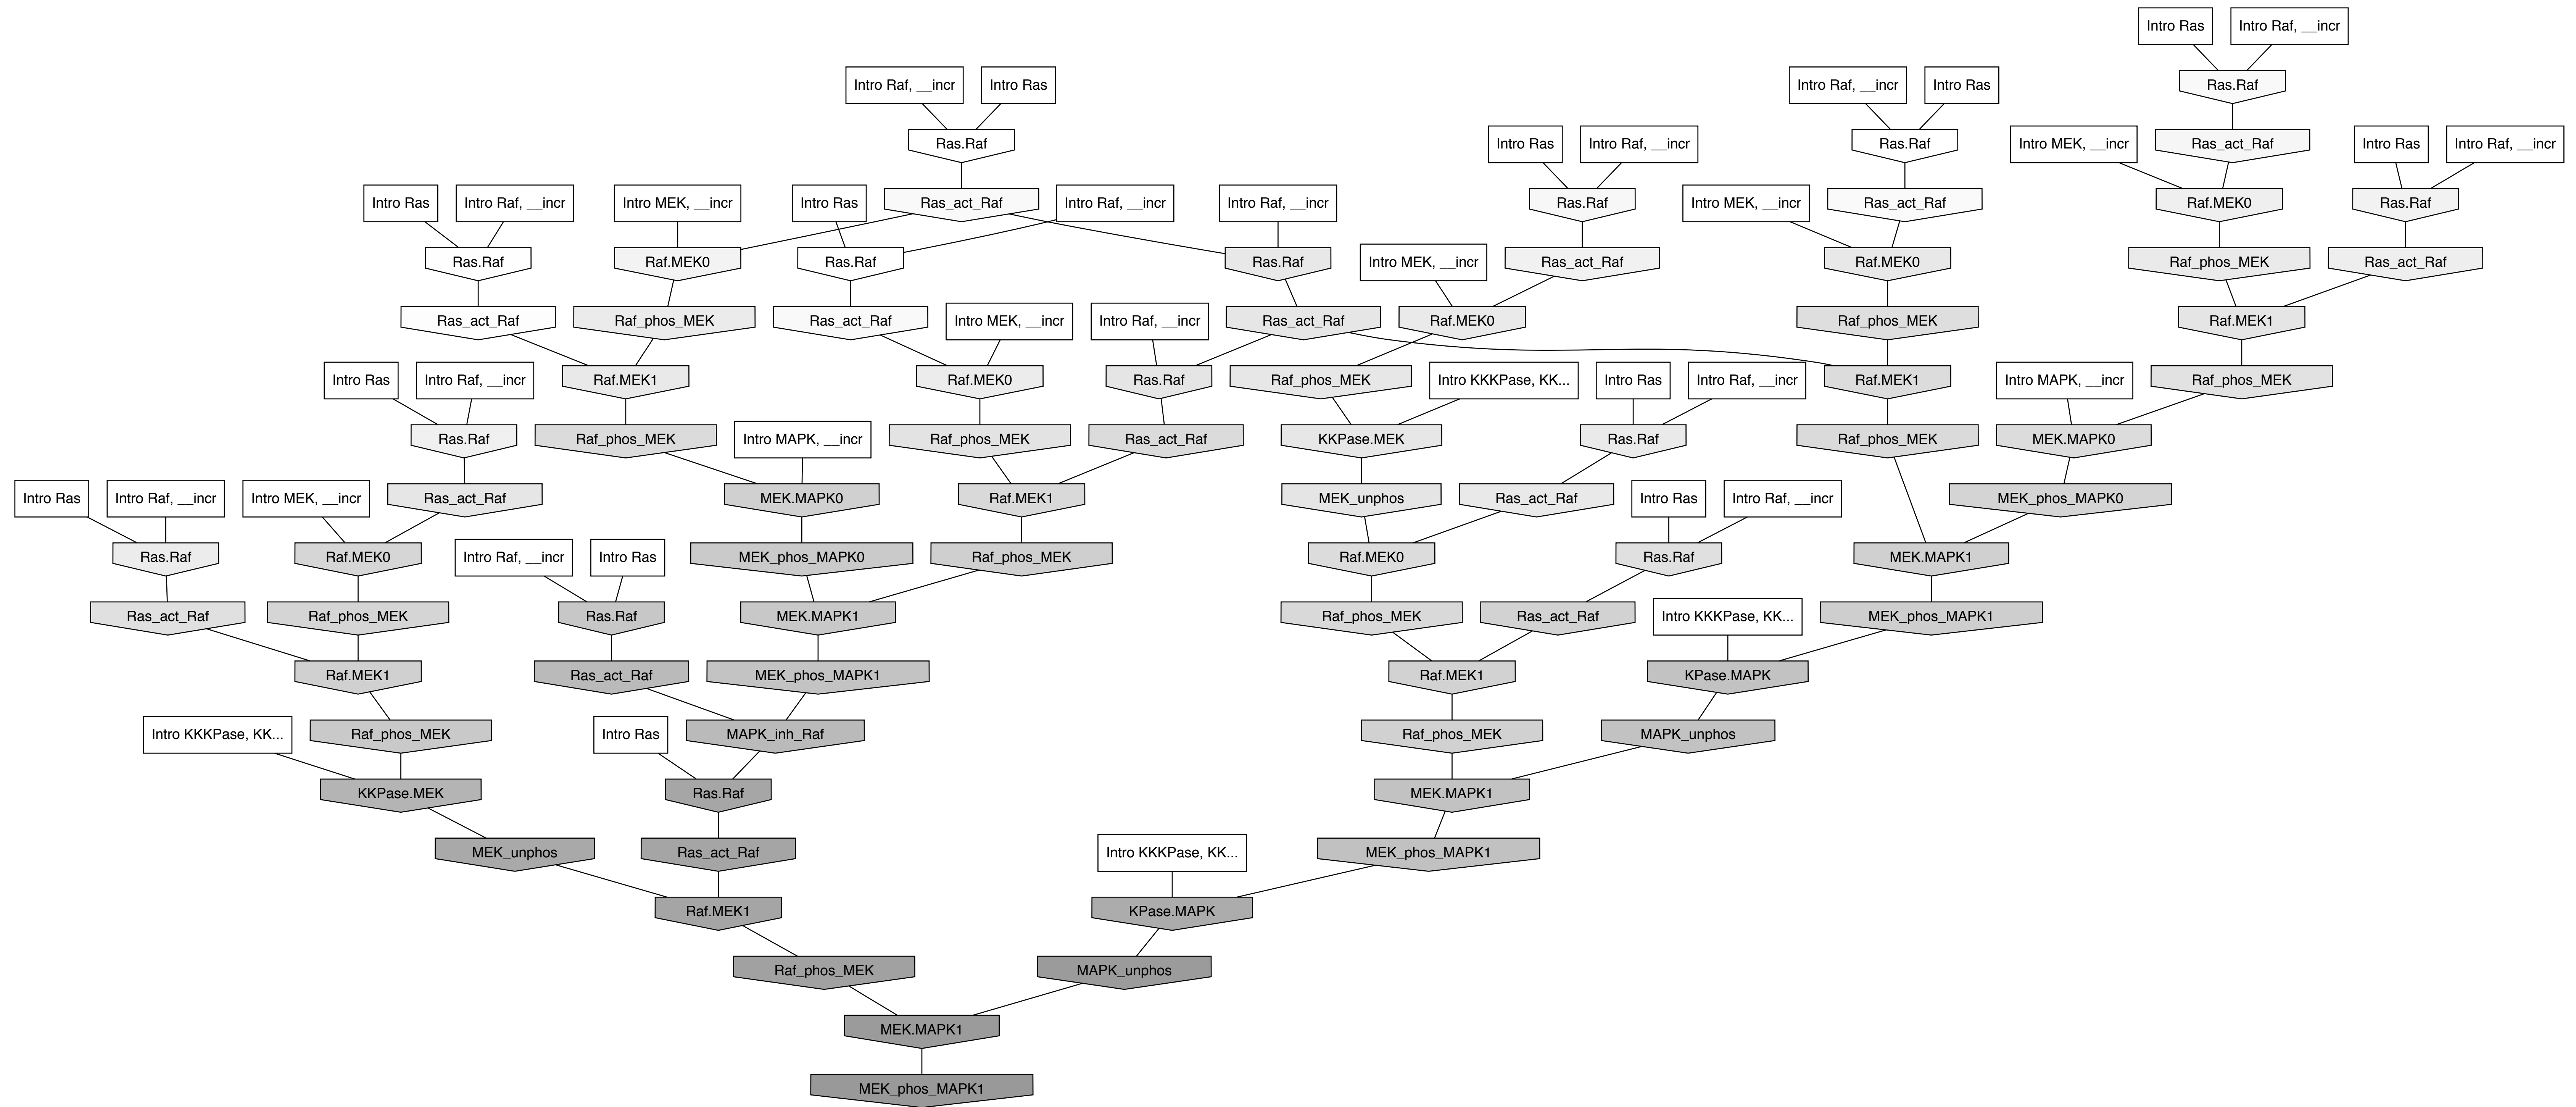 Intro Ras
Intro Raf, __incr
Intro Raf, __incr
Intro Ras
Intro Raf, __incr
Intro Ras
Ras.Raf
Ras.Raf
Intro Ras
Intro Raf, __incr
Ras.Raf
Intro MEK, __incr
Ras_act_Raf
Intro Ras
Intro Raf, __incr
Intro Ras
Intro Raf, __incr
Intro MEK, __incr
Intro Ras
Ras_act_Raf
Intro Raf, __incr
Intro Raf, __incr
Ras.Raf
Intro MEK, __incr
Ras_act_Raf
Raf.MEK0
Ras.Raf
Ras.Raf
Raf.MEK0
Ras.Raf
Ras.Raf
Intro MEK, __incr
Ras_act_Raf
Raf.MEK0
Raf_phos_MEK
Ras_act_Raf
Ras_act_Raf
Raf_phos_MEK
Ras_act_Raf
Intro MEK, __incr
Intro Raf, __incr
Ras_act_Raf
Raf.MEK0
Raf_phos_MEK
Raf.MEK1
Intro Ras
Intro Raf, __incr
Raf.MEK1
Raf.MEK0
Ras.Raf
Raf_phos_MEK
Intro KKKPase, KK...
Intro Ras
Intro Raf, __incr
Raf.MEK1
Intro MAPK, __incr
Raf_phos_MEK
Ras.Raf
Raf_phos_MEK
Intro MAPK, __incr
Raf_phos_MEK
Ras_act_Raf
KKPase.MEK
Ras.Raf
Raf_phos_MEK
MEK.MAPK0
Intro Ras
Intro Raf, __incr
Intro MEK, __incr
Ras_act_Raf
MEK.MAPK0
Raf.MEK1
MEK_unphos
Ras_act_Raf
Intro Ras
Intro Raf, __incr
MEK_phos_MAPK0
Ras.Raf
Raf.MEK0
Intro Raf, __incr
Intro Ras
MEK_phos_MAPK0
Raf_phos_MEK
Raf.MEK0
Ras.Raf
MEK.MAPK1
Ras_act_Raf
Raf_phos_MEK
Ras.Raf
MEK.MAPK1
Raf_phos_MEK
Ras_act_Raf
Intro KKKPase, KK...
MEK_phos_MAPK1
Raf.MEK1
Ras_act_Raf
MEK_phos_MAPK1
Raf.MEK1
KPase.MAPK
Intro KKKPase, KK...
Raf_phos_MEK
Intro Ras
MAPK_inh_Raf
Raf_phos_MEK
MAPK_unphos
KKPase.MEK
Ras.Raf
MEK.MAPK1
MEK_unphos
Ras_act_Raf
Intro KKKPase, KK...
MEK_phos_MAPK1
Raf.MEK1
KPase.MAPK
Raf_phos_MEK
MAPK_unphos
MEK.MAPK1
MEK_phos_MAPK1